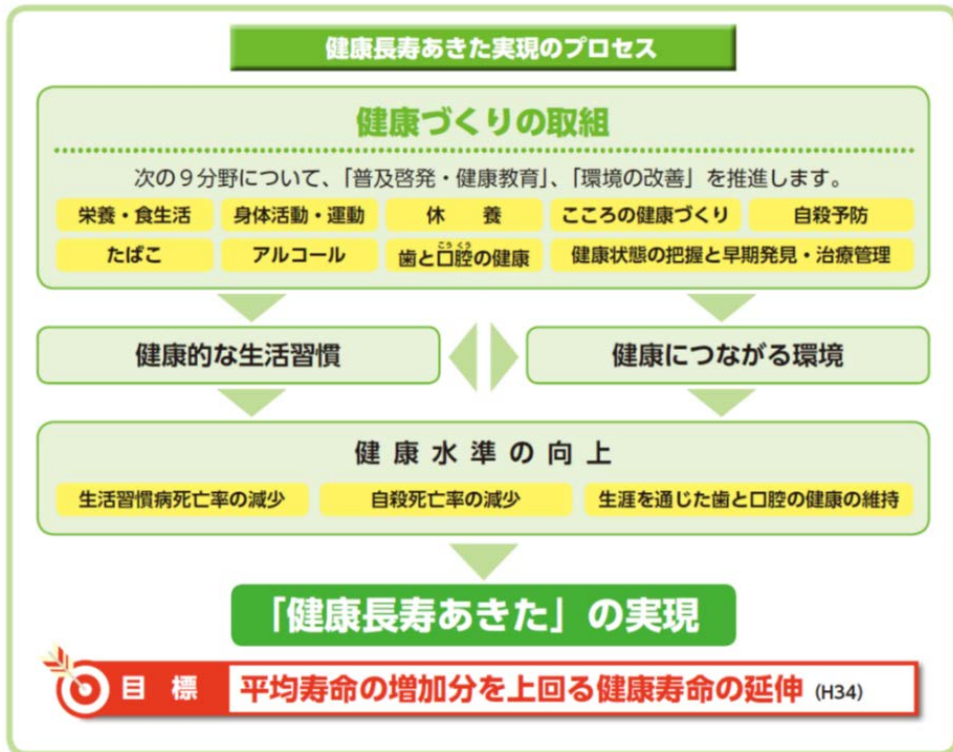 健康長寿あきた実現のプロセス
健康づくりの取組
次の9分野について、「普及啓発・健康教育」、「環境の改善」を推進します。
栄養・食生活 身体活動・運動 休 養 こころの健康づくり 自殺予防
こう くう
たばこ アルコール 歯と口腔の健康 健康状態の把握と早期発見・治療管理
健康的な生活習慣 健康につながる環境
健康水準の向上
生活習慣病死亡率の減少 自殺死亡率の減少 生涯を通じた歯と口腔の健康の維持
「健康長寿あきた」の実現
目 標 平均寿命の増加分を上回る健康寿命の延伸 (H34)